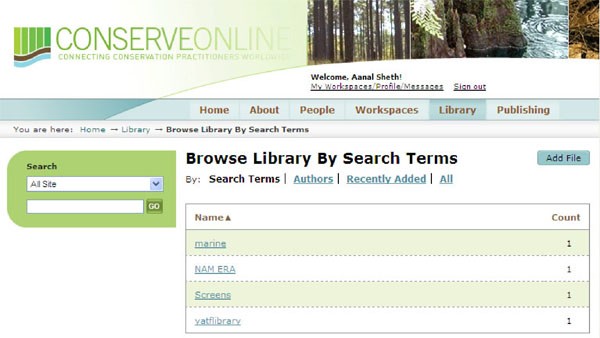 CONSERVEONLINE
CONNECTING CONSERVATION PRACTITIONERS WORLDWIDE
Welcome, Aanal Sheth!
My Workspaces/Profile/Messages Sign out
Home About People Workspaces Library Publishing
You are here: Home → Library → Browse Library By Search Terms
Search
All Site
GO
Browse Library By Search Terms
Add File
By: Search Terms | Authors | Recently Added | All
Name▲ Count
marine 1
NAM ERA 1
Screens 1
yatflibrary 1